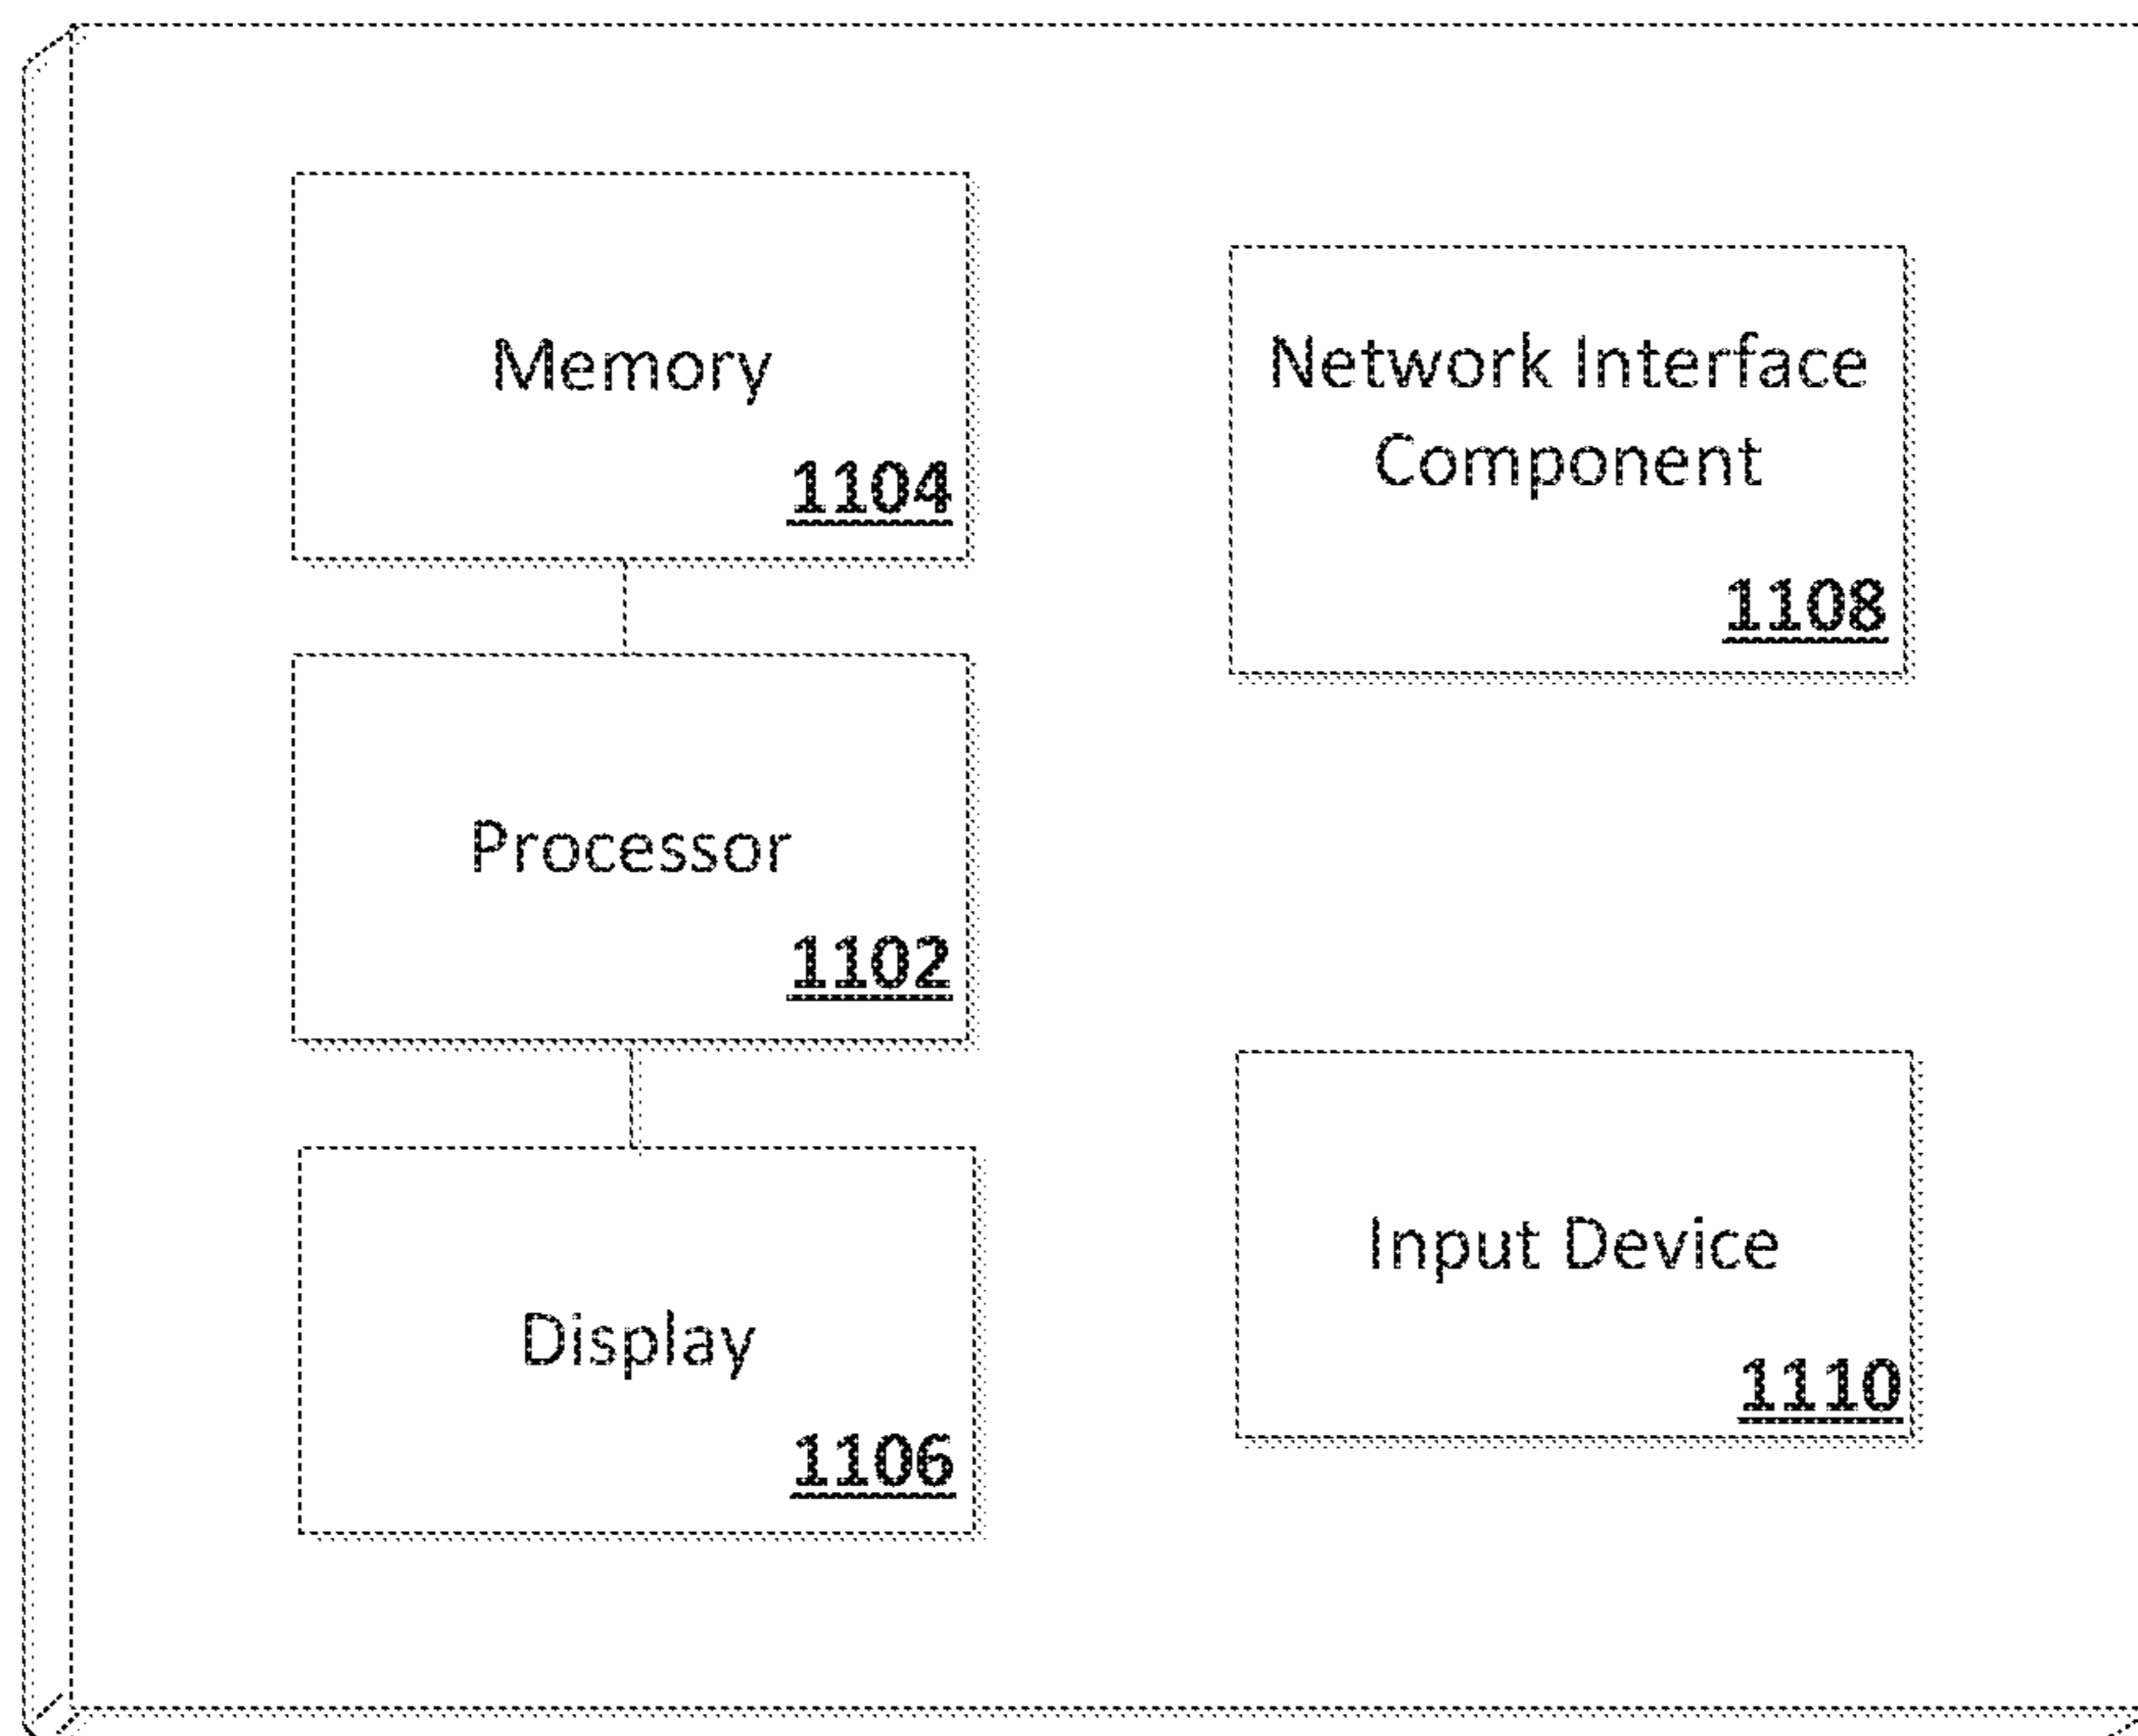 Memory
1104
Network Interface
Component
1108
Processor
1102
Display
1106
Input Device
1110